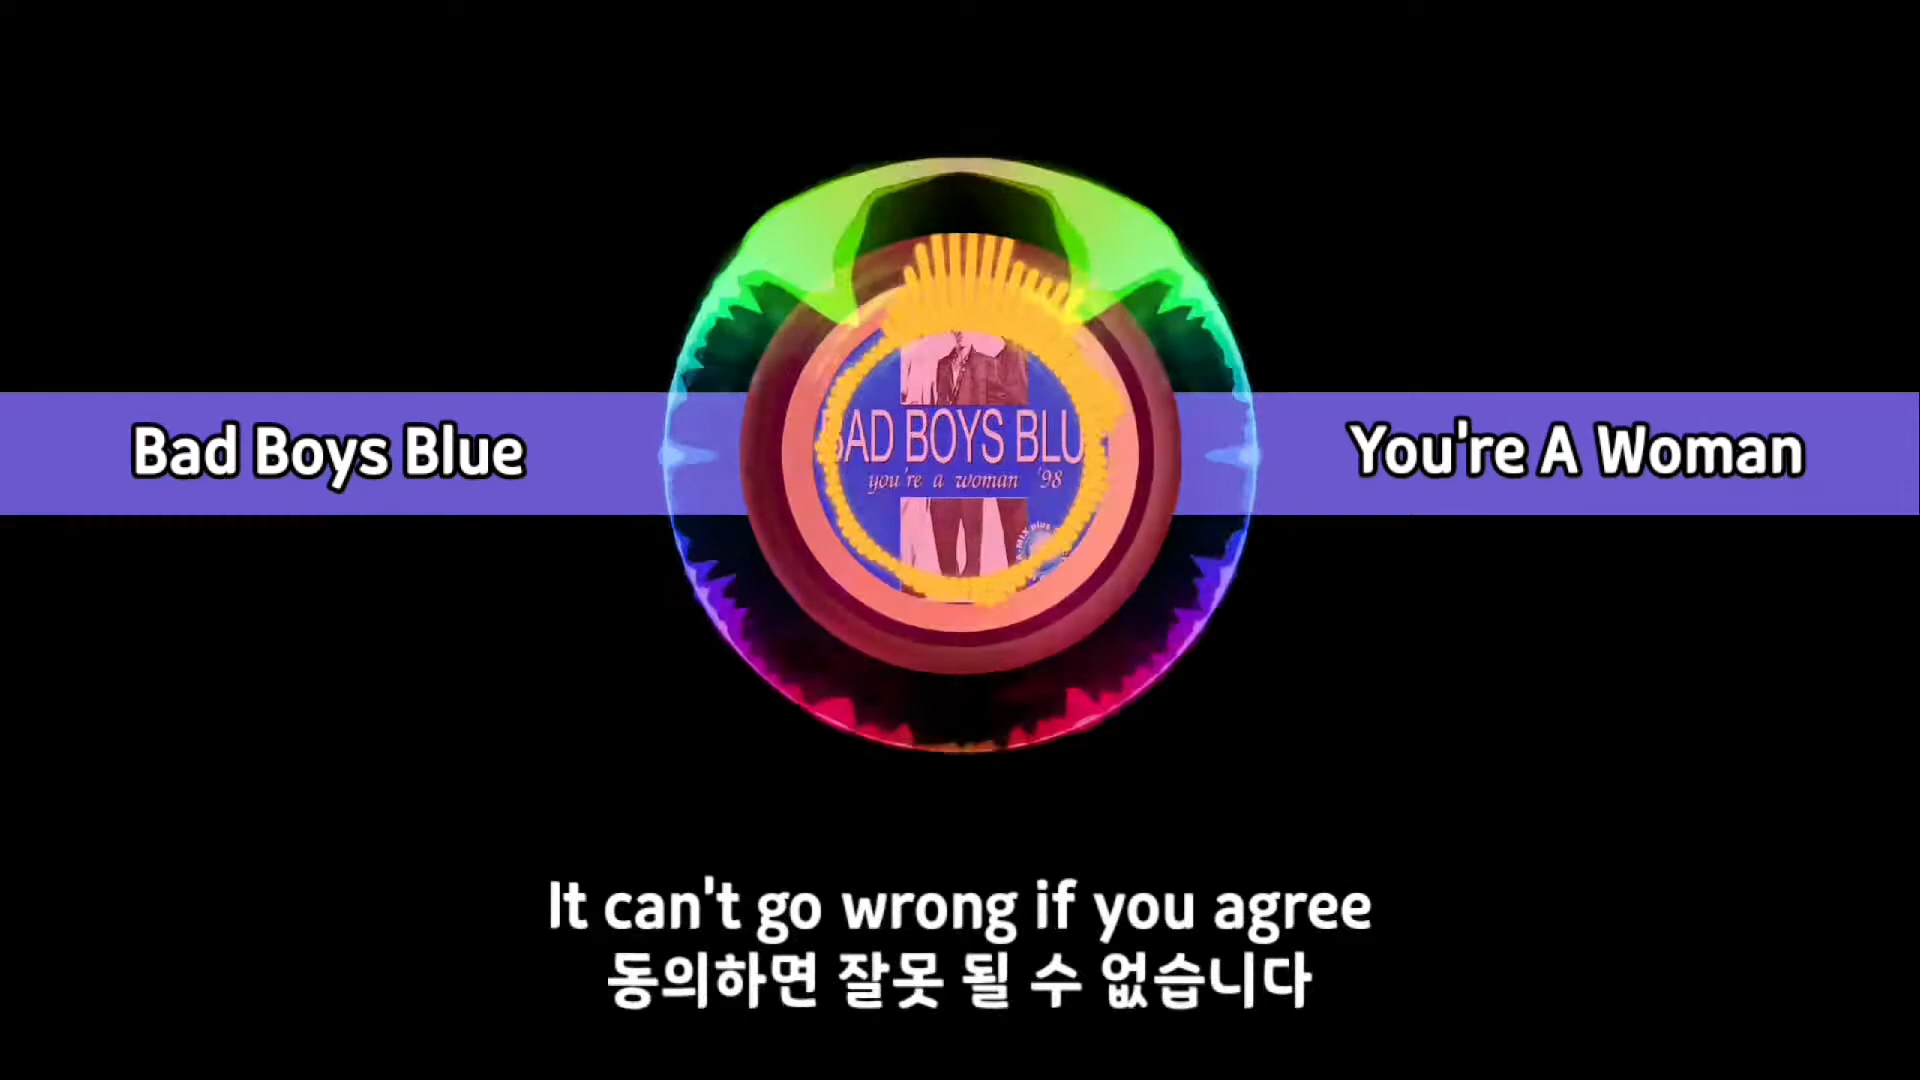 Bad Boys Blue
You're A Woman
AD BOYS BLU
you're a woman '98
It can't go wrong if you agree
동의하면 잘못 될 수 없습니다